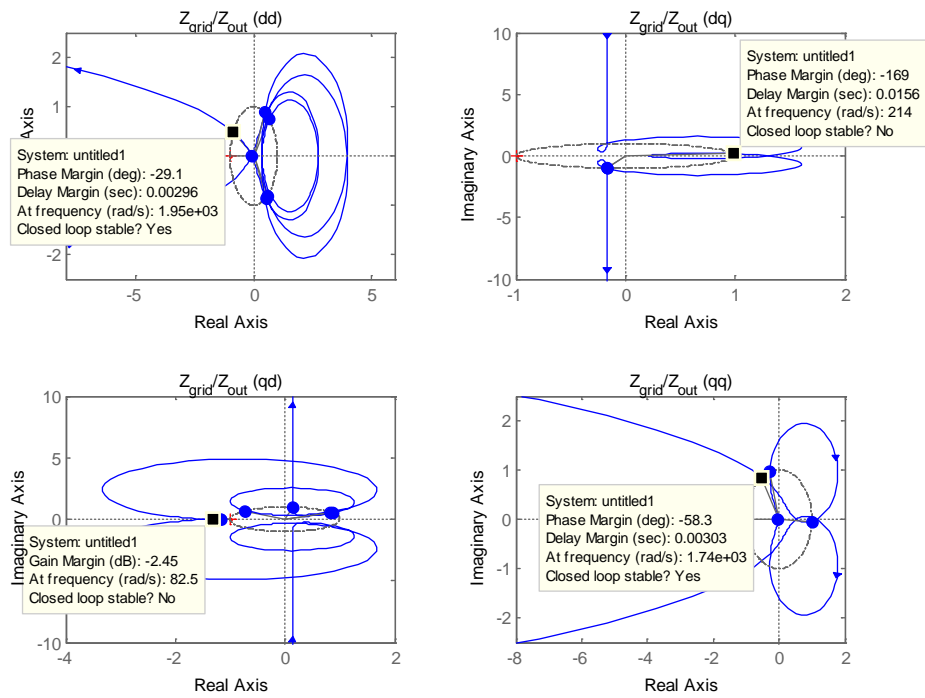 Z_grid/Z_out (dd)
2
1
0
-1
-2
Imaginary Axis
-5
0
5
Real Axis
System: untitled1
Phase Margin (deg): -29.1
Delay Margin (sec): 0.00296
At frequency (rad/s): 1.95e+03
Closed loop stable? Yes
Z_grid/Z_out (dq)
10
5
0
-5
-10
Imaginary Axis
-1
0
1
2
Real Axis
System: untitled1
Phase Margin (deg): -169
Delay Margin (sec): 0.0156
At frequency (rad/s): 214
Closed loop stable? No
Z_grid/Z_out (qd)
10
5
0
-5
-10
Imaginary Axis
-4
-2
0
2
Real Axis
System: untitled1
Gain Margin (dB): -2.45
At frequency (rad/s): 82.5
Closed loop stable? No
Z_grid/Z_out (qq)
2
1
0
-1
-2
Imaginary Axis
-8
-6
-4
-2
0
2
Real Axis
System: untitled1
Phase Margin (deg): -58.3
Delay Margin (sec): 0.00303
At frequency (rad/s): 1.74e+03
Closed loop stable? Yes